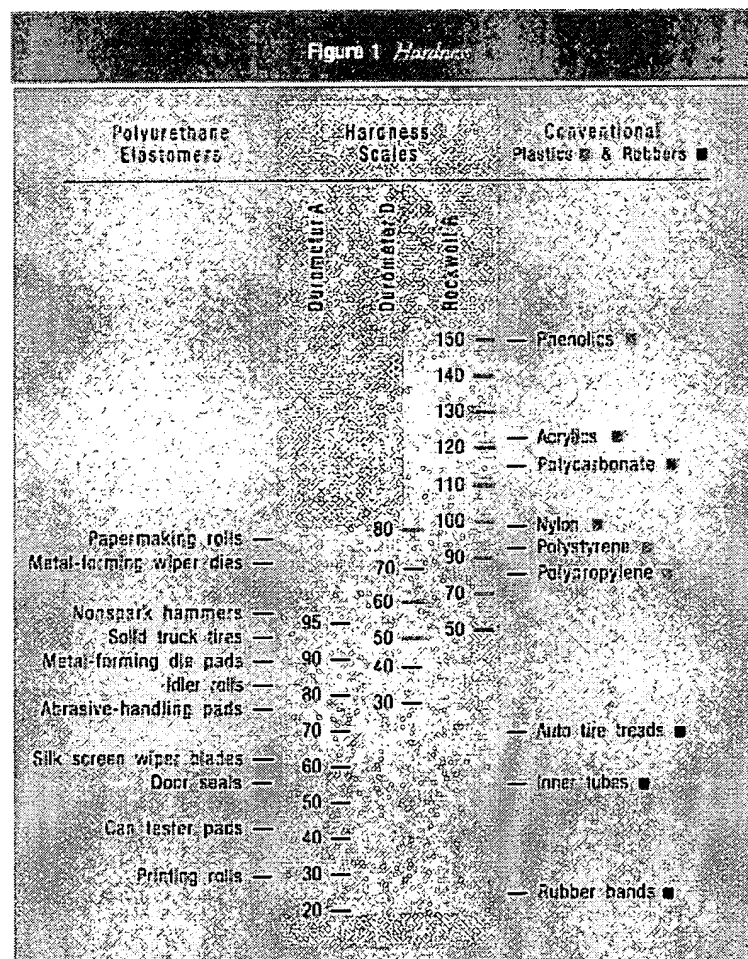 Figure 1 Hardness
Polyurethane
Elastomers
Hardness
Scales
Conventional
Plastics & Rubbers
Durometer A
Durometer D
Rockwell R
150
Phenolics
140
130
Acrylics
120
Polycarbonate
110
100
Nylon
80
Papermaking rolls
Polystyrene
90
Metal-forming wiper dies
70
Polypropylene
70
60
Nonspark hammers
95
50
Solid truck tires
50
Metal-forming die pads
90
40
Idler rolls
80
30
Abrasive-handling pads
70
Auto tire treads
Silk screen wiper blades
60
Door seals
Inner tubes
50
Can tester pads
40
Printing rolls
30
Rubber bands
20